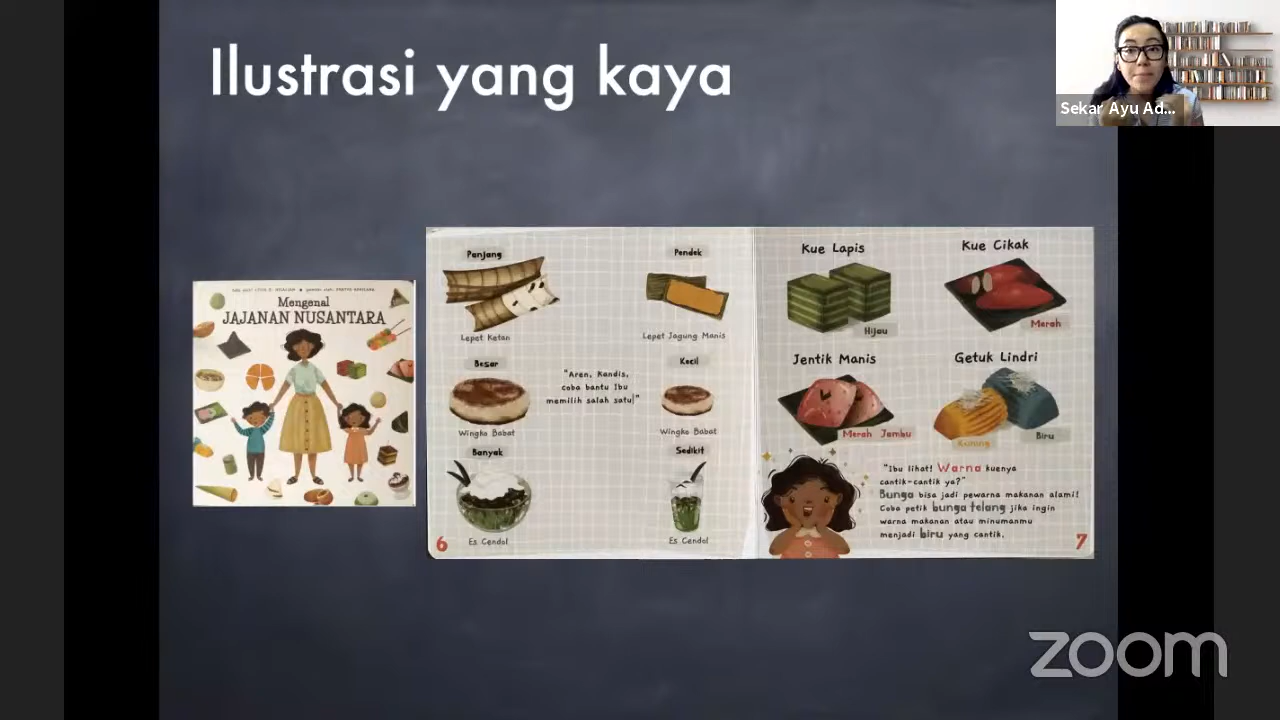 Ilustrasi yang kaya
Sekar Ayu Ad...
Mengenal
JAJANAN NUSANTARA
Panjang
Lepet Ketan
Pendek
Lepet Jagung Manis
Besar
Wingko Babat
"Aren, Kandis,
coba bantu Ibu
memilih salah satu!"
Kecil
Wingko Babat
Banyak
Es Cendol
Sedikit
Es Cendol
6
Kue Lapis
Hijau
Kue Cikak
Merah
Jentik Manis
Merah Jambu
Getuk Lindri
Kuning
Biru
"Ibu lihat! Warna kuenya
cantik-cantik ya?"
Bunga bisa jadi pewarna makanan alami!
Coba petik bunga telang jika ingin
warna makanan atau minumanmu
menjadi biru yang cantik.
7
zoom